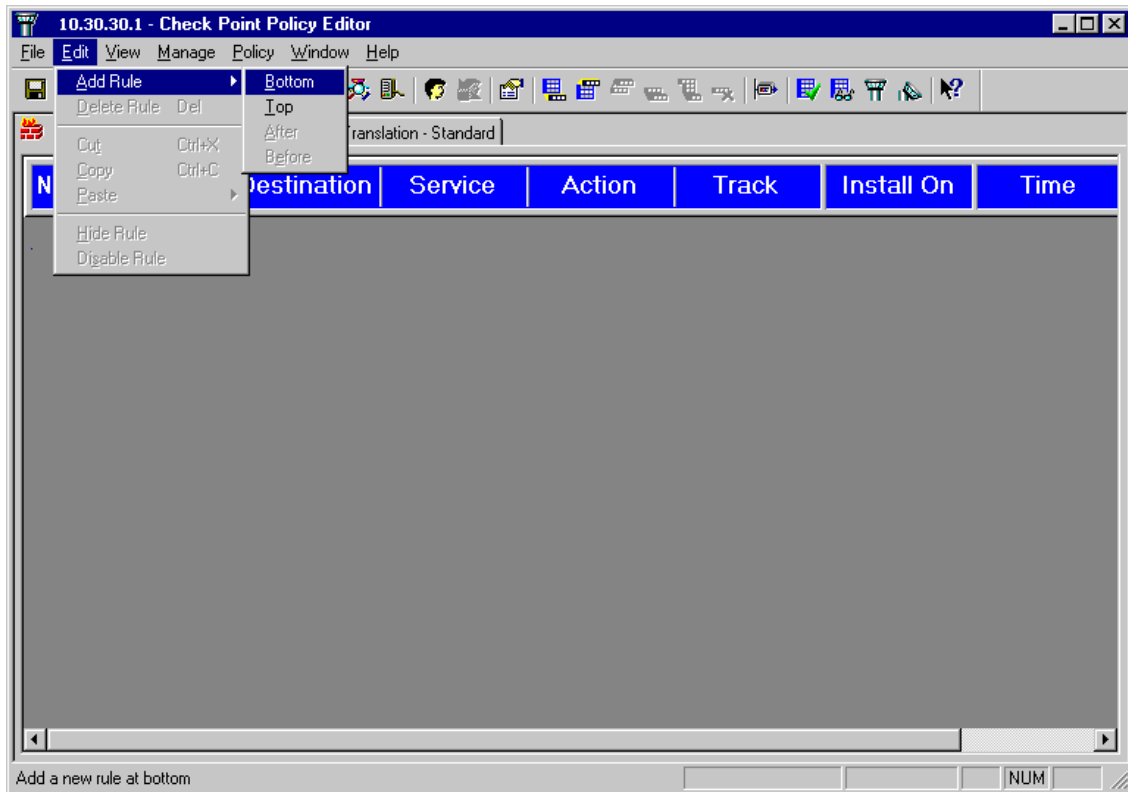 10.30.30.1 - Check Point Policy Editor
File Edit View Manage Policy Window Help
Add Rule
Delete Rule Del
Cut Ctrl+X
Copy Ctrl+C
Paste
Hide Rule
Disable Rule
Bottom
Top
After
Before
Translation - Standard
Destination Service Action Track Install On Time
Add a new rule at bottom
NUM